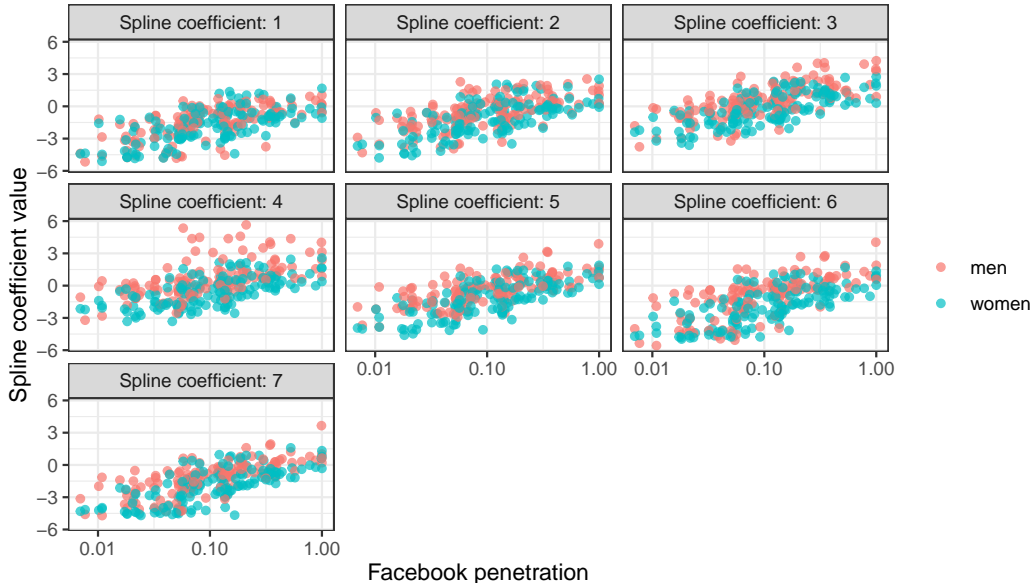 Spline coefficient: 1
Spline coefficient: 2
Spline coefficient: 3
6
3
0
−3
−6
Spline coefficient: 4
Spline coefficient: 5
Spline coefficient: 6
6
3
0
−3
−6
0.01
0.10
1.00
0.01
0.10
1.00
Spline coefficient: 7
6
3
0
−3
−6
0.01
0.10
1.00
Facebook penetration
Spline coefficient value
men
women